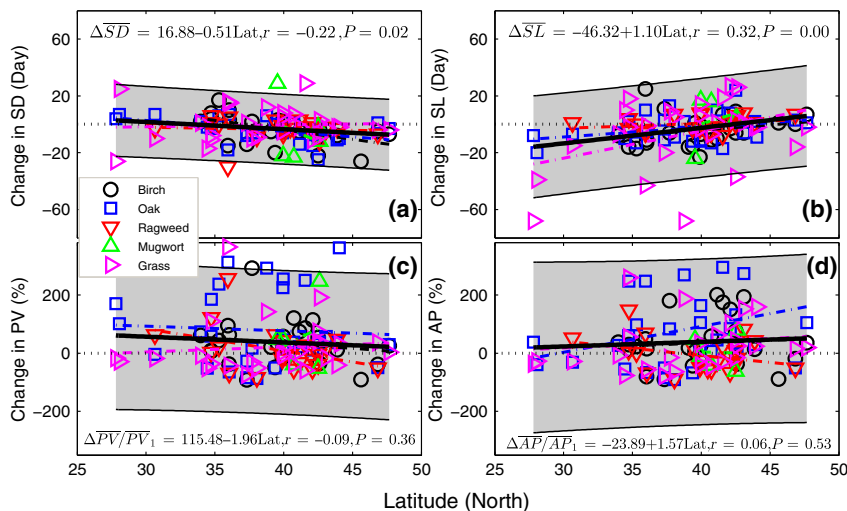 ΔSD̅ = 16.88–0.51Lat,r = −0.22,P = 0.02
ΔSL̅ = −46.32+1.10Lat,r = 0.32,P = 0.00
Change in SD (Day)
60
20
−20
−60
(a)
Change in SL (Day)
60
20
−20
−60
(b)
Birch
Oak
Ragweed
Mugwort
Grass
Change in PV (%)
200
0
−200
(c)
ΔPV̅/PV̅₁ = 115.48–1.96Lat,r = −0.09,P = 0.36
25 30 35 40 45 50
Change in AP (%)
200
0
−200
(d)
ΔAP̅/AP̅₁ = −23.89+1.57Lat,r = 0.06,P = 0.53
25 30 35 40 45 50
Latitude (North)